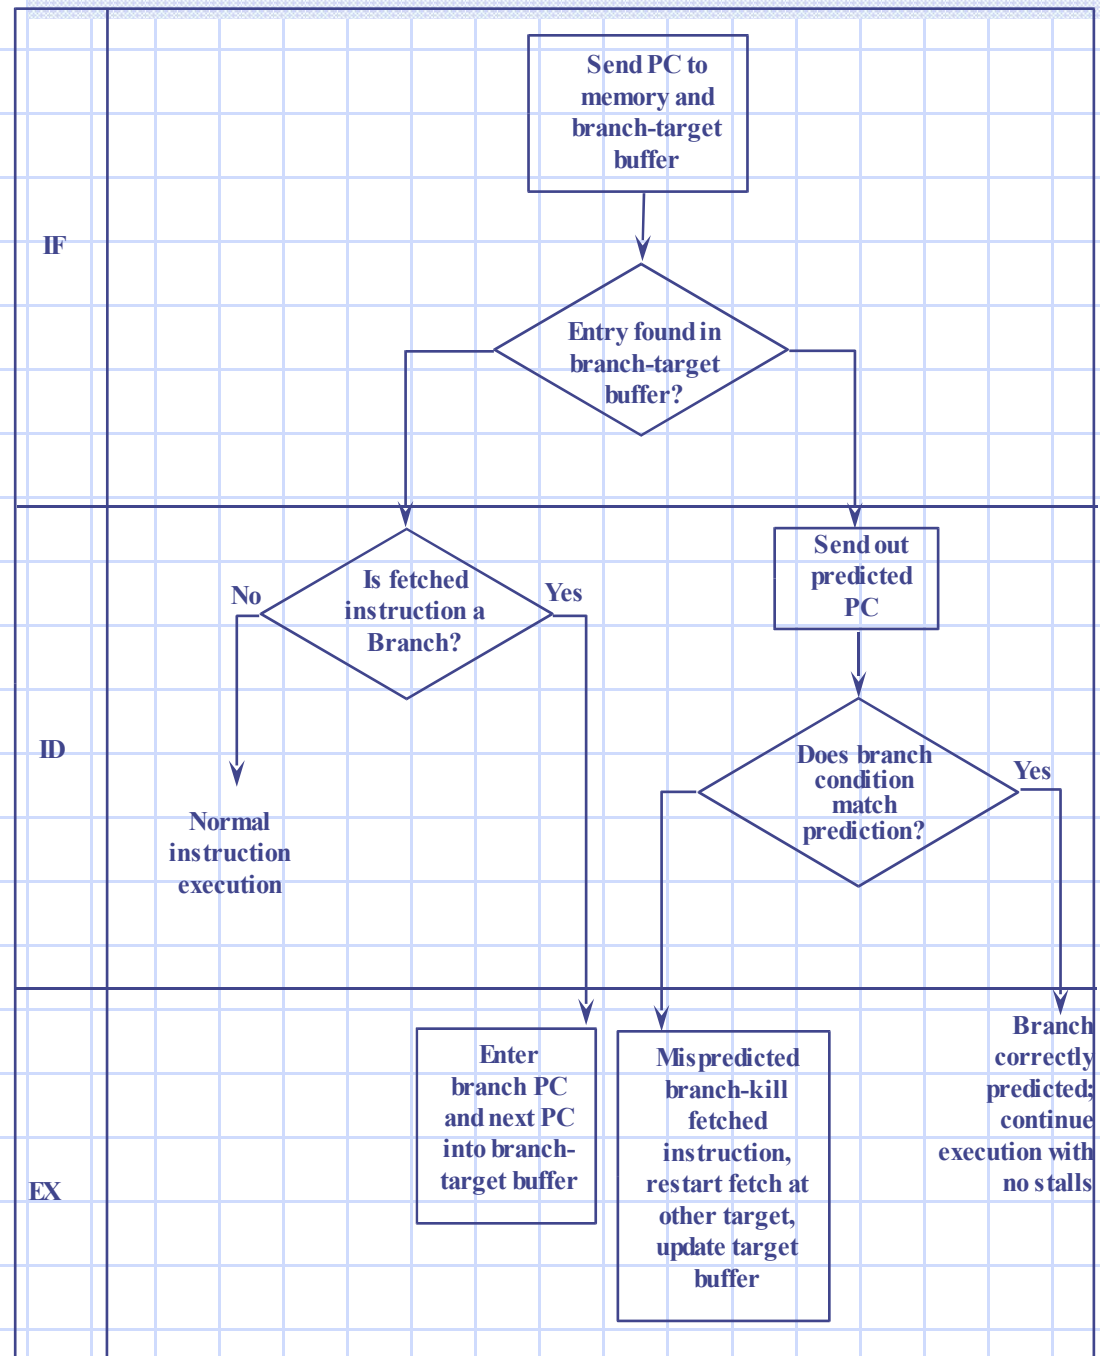 Send PC to
memory and
branch-target
buffer
IF
Entry found in
branch-target
buffer?
No
Is fetched
instruction a
Branch?
Yes
Send out
predicted
PC
ID
Does branch
condition
match
prediction?
Yes
Normal
instruction
execution
Enter
branch PC
and next PC
into branch-
target buffer
Mispredicted
branch-kill
fetched
instruction,
restart fetch at
other target,
update target
buffer
Branch
correctly
predicted;
continue
execution with
no stalls
EX